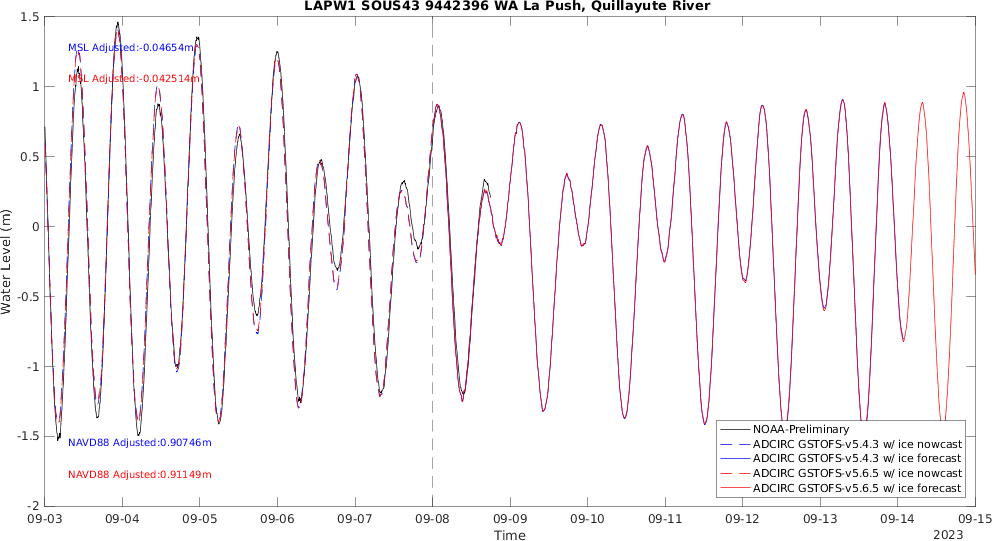 LAPW1 SOUS43 9442396 WA La Push, Quillayute River
1.5
MSL Adjusted:-0.04654m
MSL Adjusted:-0.042514m
1
0.5
0
-0.5
-1
-1.5
-2
Water Level (m)
NAVD88 Adjusted:0.90746m
NAVD88 Adjusted:0.91149m
NOAA-Preliminary
ADCIRC GSTOFS-v5.4.3 w/ ice nowcast
ADCIRC GSTOFS-v5.4.3 w/ ice forecast
ADCIRC GSTOFS-v5.6.5 w/ ice nowcast
ADCIRC GSTOFS-v5.6.5 w/ ice forecast
09-03 09-04 09-05 09-06 09-07 09-08 09-09 09-10 09-11 09-12 09-13 09-14 09-15
Time
2023